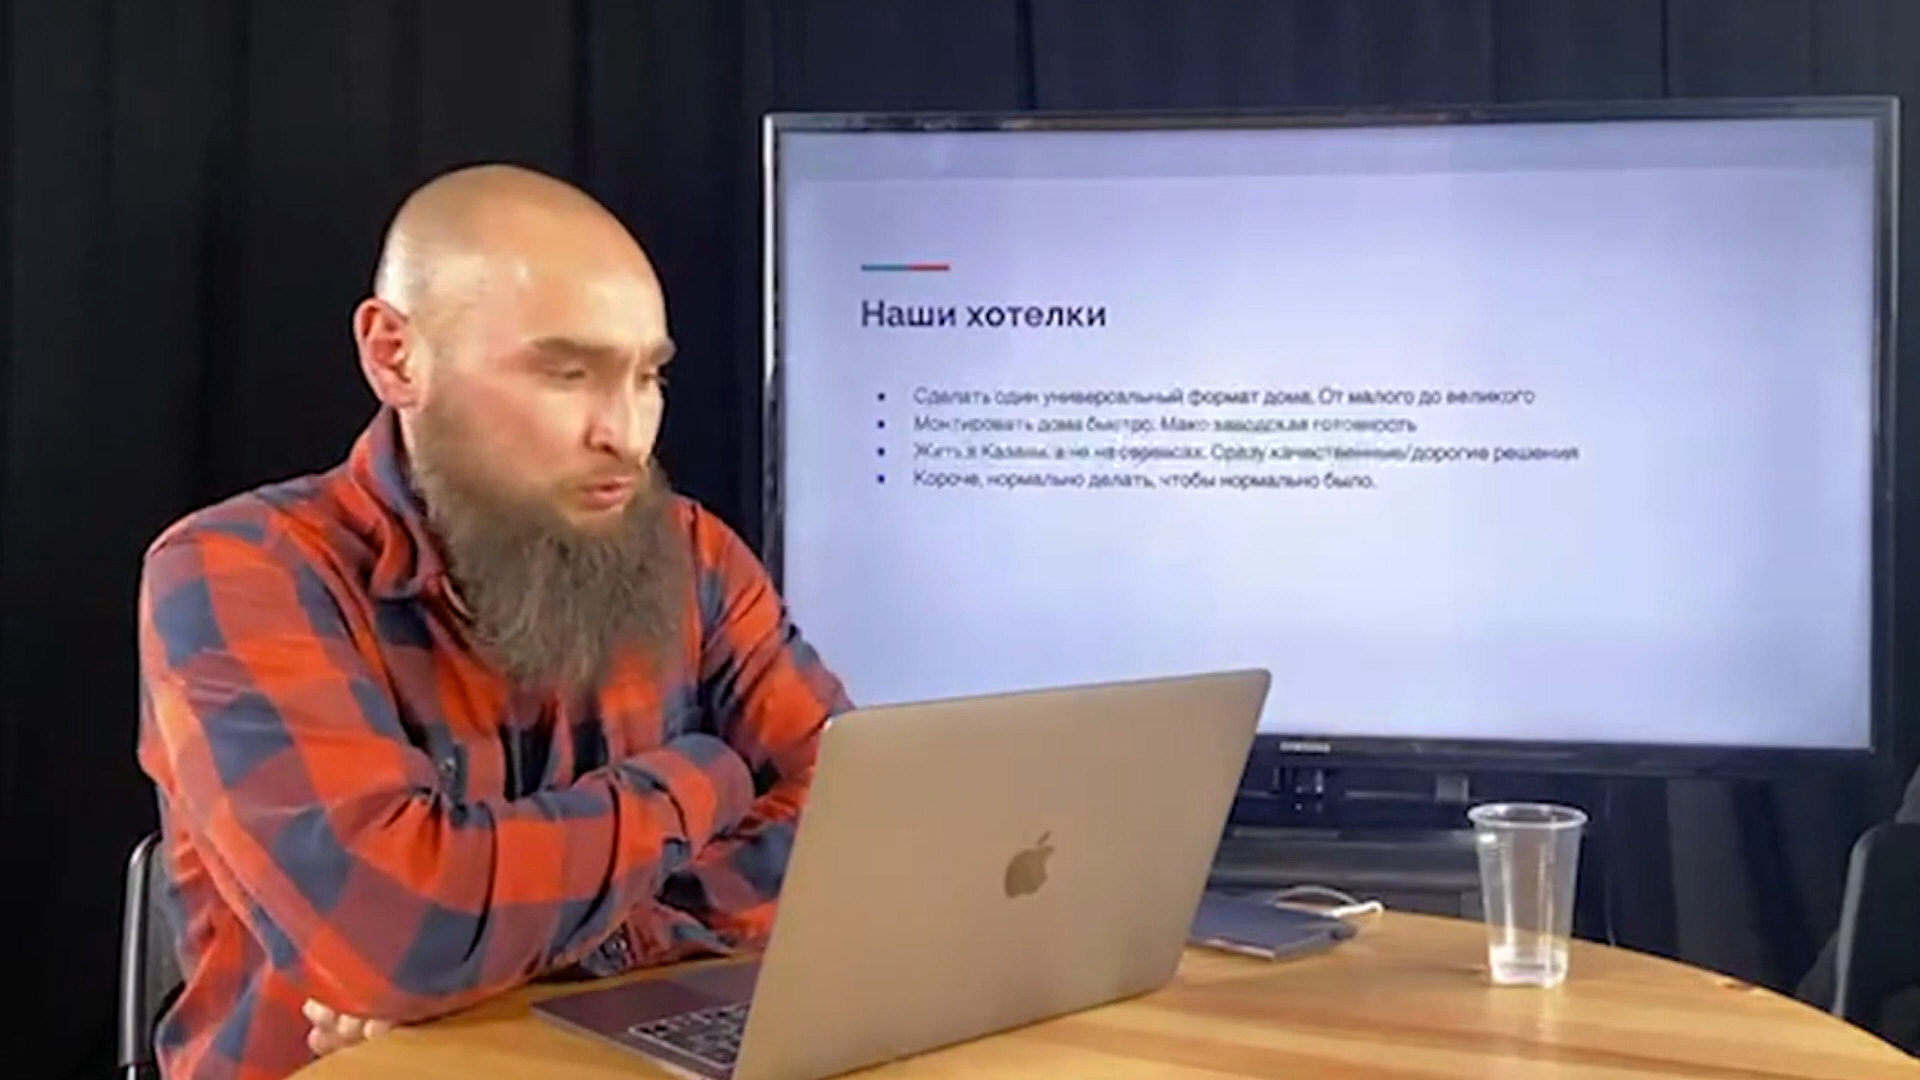 Наши хотелки
Сделать один универсальный формат дома. От малого до великого
Монтировать дома быстро. Макс заводская готовность
Жить в Казани, а не на сервисах. Сразу качественные/дорогие решения
Короче, нормально делать, чтобы нормально было.
SAMSUNG